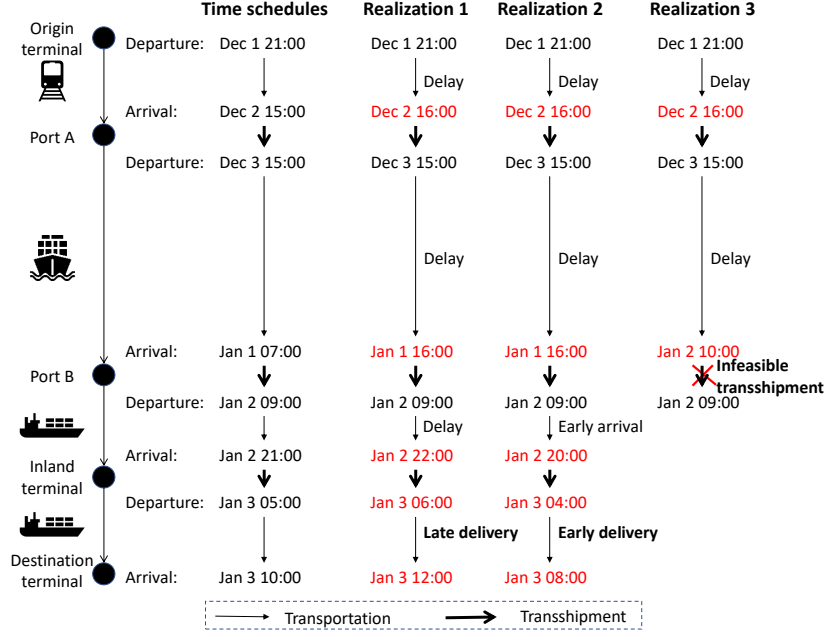 Time schedules Realization 1 Realization 2 Realization 3
Origin
terminal
Departure: Dec 1 21:00 Dec 1 21:00 Dec 1 21:00 Dec 1 21:00
Delay Delay Delay
Arrival: Dec 2 15:00 Dec 2 16:00 Dec 2 16:00 Dec 2 16:00
Port A
Departure: Dec 3 15:00 Dec 3 15:00 Dec 3 15:00 Dec 3 15:00
Delay Delay Delay
Arrival: Jan 1 07:00 Jan 1 16:00 Jan 1 16:00 Jan 2 10:00
Port B
Infeasible
transshipment
Departure: Jan 2 09:00 Jan 2 09:00 Jan 2 09:00 Jan 2 09:00
Delay Early arrival
Arrival: Jan 2 21:00 Jan 2 22:00 Jan 2 20:00
Inland
terminal
Departure: Jan 3 05:00 Jan 3 06:00 Jan 3 04:00
Late delivery Early delivery
Destination
terminal
Arrival: Jan 3 10:00 Jan 3 12:00 Jan 3 08:00
Transportation Transshipment